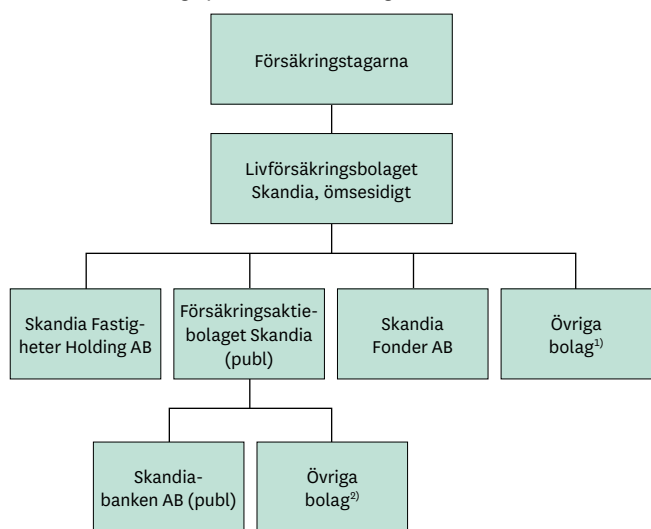 Försäkringstagarna
Livförsäkringsbolaget
Skandia, ömsesidigt
Skandia Fastig-
heter Holding AB
Försäkringsaktie-
bolaget Skandia
(publ)
Skandia
Fonder AB
Övriga
bolag¹⁾
Skandia-
banken AB (publ)
Övriga
bolag²⁾